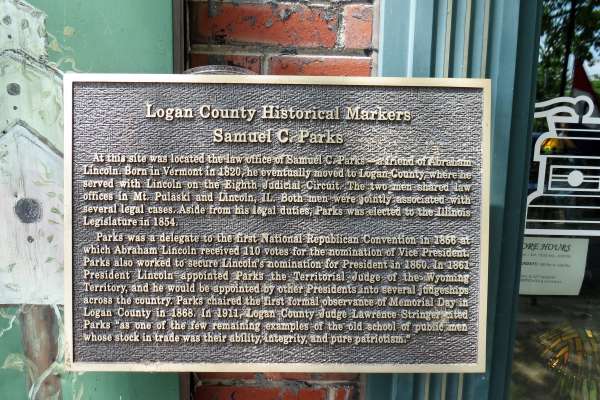 Logan County Historical Markers
Samuel C. Parks
At this site was located the law office of Samuel C. Parks – a friend of Abraham
Lincoln. Born in Vermont in 1820, he eventually moved to Logan County, where he
served with Lincoln on the Eighth Judicial Circuit. The two men shared law
offices in Mt. Pulaski and Lincoln, IL. Both men were jointly associated with
several legal cases. Aside from his legal duties, Parks was elected to the Illinois
Legislature in 1854.
Parks was a delegate to the first National Republican Convention in 1856 at
which Abraham Lincoln received 110 votes for the nomination of Vice President.
Parks also worked to secure Lincoln's nomination for President in 1860. In 1861
President Lincoln appointed Parks the Territorial Judge of the Wyoming
Territory, and he would be appointed by other Presidents into several judgeships
across the country. Parks chaired the first formal observance of Memorial Day in
Logan County in 1868. In 1911, Logan County Judge Lawrence Stringer cited
Parks "as one of the few remaining examples of the old school of public men
whose stock in trade was their ability, integrity, and pure patriotism."
ORE HOURS